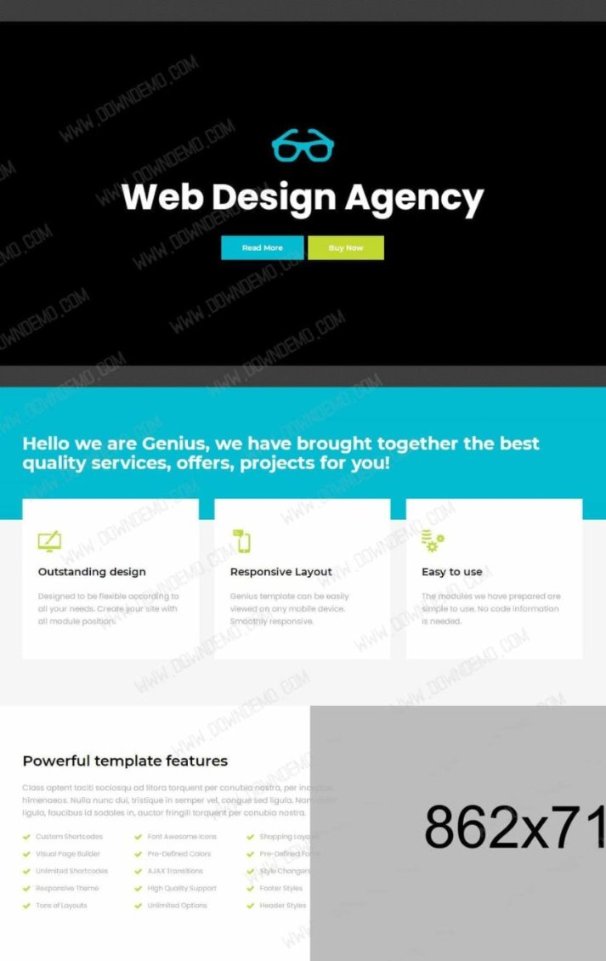 Web Design Agency
Read More
Buy Now
Hello we are Genius, we have brought together the best
quality services, offers, projects for you!
Outstanding design
Designed to be flexible according to
all your needs. Create your site with
all module position.
Responsive Layout
Genius template can be easily
viewed on any mobile device.
Smoothly responsive.
Easy to use
The modules we have prepared are
simple to use. No code information
is needed.
Powerful template features
Class aptent taciti sociosqu ad litora torquent per conubia nostra, per
himenaeos. Nulla nunc dui, tristique in semper vel, congue sed ligula. Nam
ligula, faucibus id sodales in, auctor fringilla torquent per conubia nostra.
Custom Shortcodes
Visual Page Builder
Unlimited Shortcodes
Responsive Theme
Tons of Layouts
Font Awesome Icons
Pre-Defined Colors
AJAX Transitions
High Quality Support
Unlimited Options
Shopping
Pre-Defined
Style Changers
Footer Styles
Header Styles
862x71
WWW.DOWNDEMO.COM